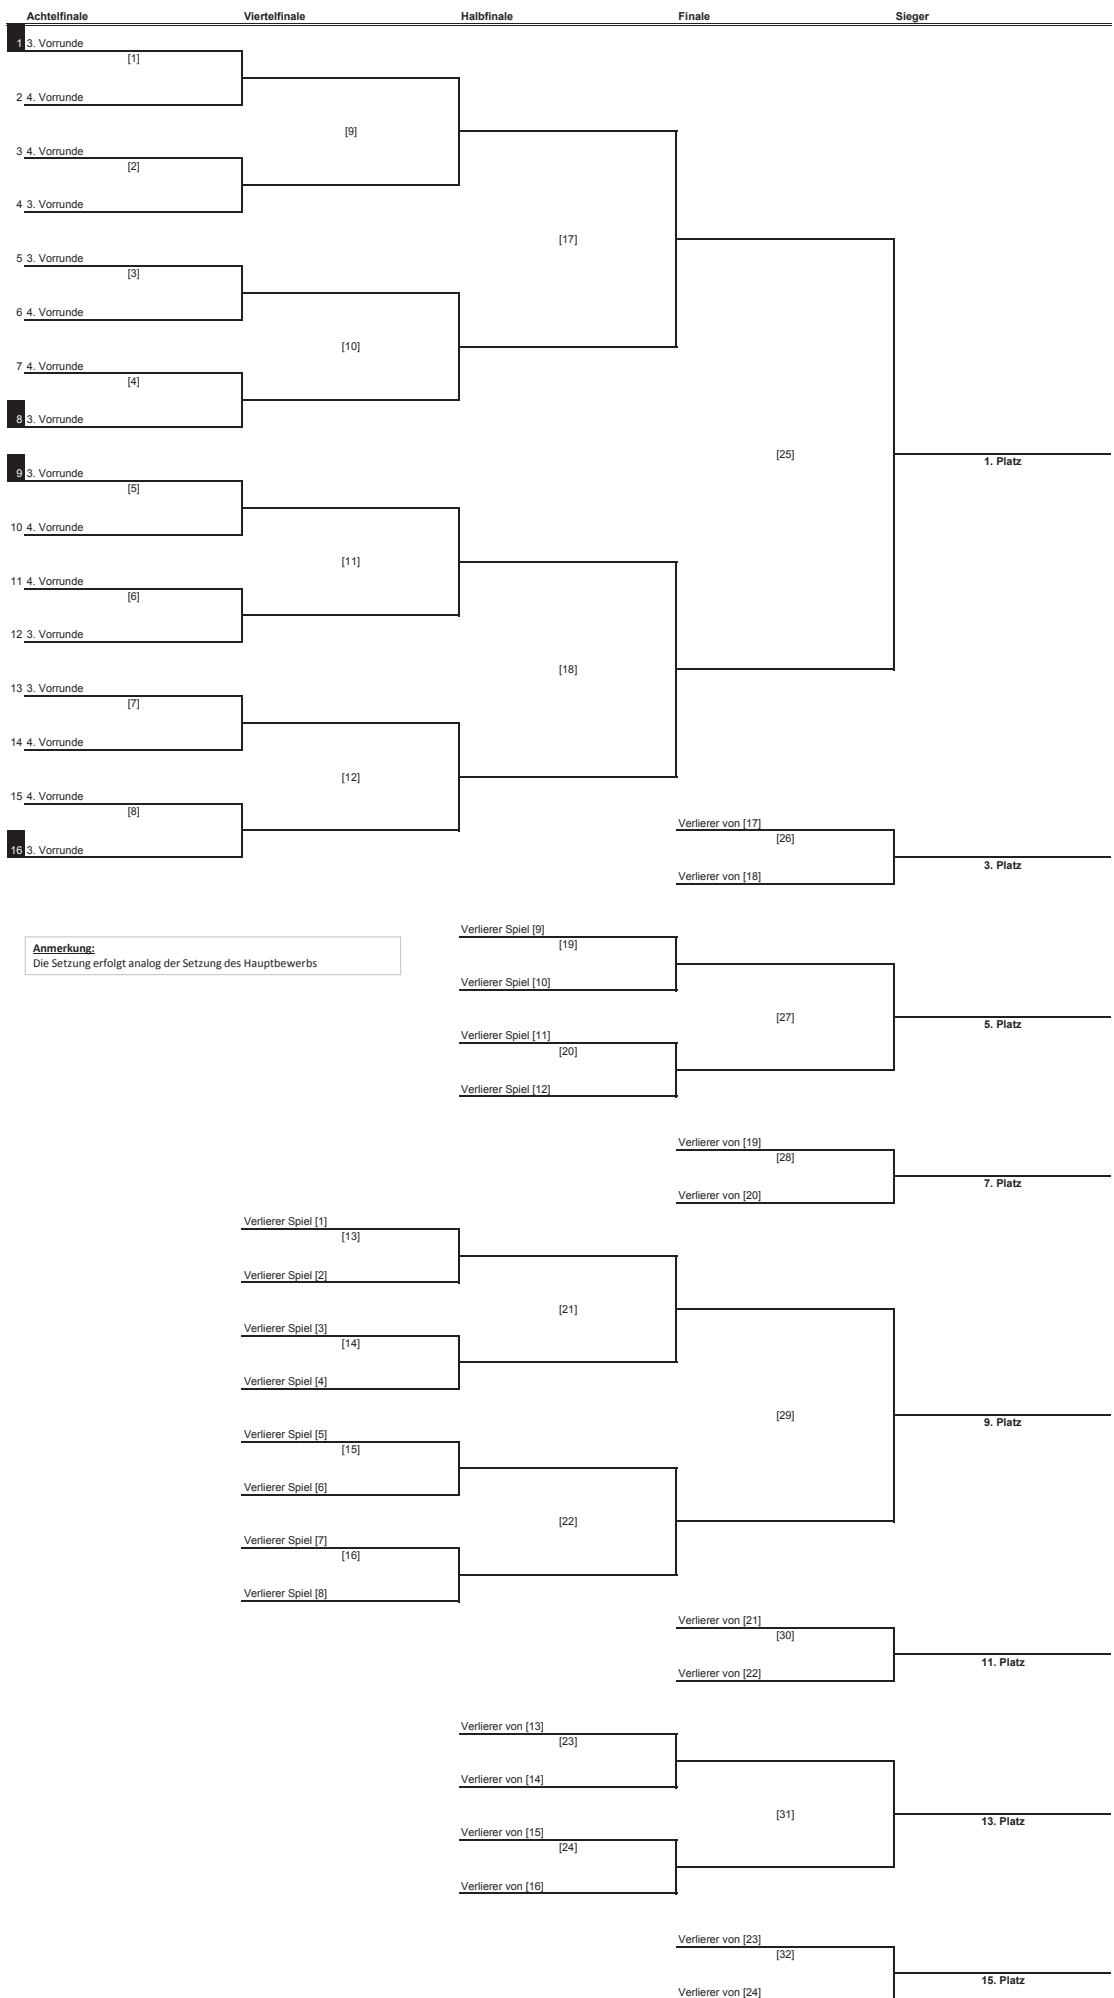 Achtelfinale Viertelfinale Halbfinale Finale Sieger
1 3. Vorrunde
[1]
2 4. Vorrunde
[9]
3 4. Vorrunde
[2]
4 3. Vorrunde
[17]
5 3. Vorrunde
[3]
6 4. Vorrunde
[10]
7 4. Vorrunde
[4]
8 3. Vorrunde
[25]
1. Platz
9 3. Vorrunde
[5]
10 4. Vorrunde
[11]
11 4. Vorrunde
[6]
12 3. Vorrunde
[18]
13 3. Vorrunde
[7]
14 4. Vorrunde
[12]
15 4. Vorrunde
[8]
Verlierer von [17]
[26]
16 3. Vorrunde
3. Platz
Verlierer von [18]
Verlierer Spiel [9]
[19]
Anmerkung:
Die Setzung erfolgt analog der Setzung des Hauptbewerbs
Verlierer Spiel [10]
[27]
5. Platz
Verlierer Spiel [11]
[20]
Verlierer Spiel [12]
Verlierer von [19]
[28]
7. Platz
Verlierer von [20]
Verlierer Spiel [1]
[13]
Verlierer Spiel [2]
[21]
Verlierer Spiel [3]
[14]
Verlierer Spiel [4]
[29]
9. Platz
Verlierer Spiel [5]
[15]
Verlierer Spiel [6]
[22]
Verlierer Spiel [7]
[16]
Verlierer Spiel [8]
Verlierer von [21]
[30]
11. Platz
Verlierer von [22]
Verlierer von [13]
[23]
Verlierer von [14]
[31]
13. Platz
Verlierer von [15]
[24]
Verlierer von [16]
Verlierer von [23]
[32]
15. Platz
Verlierer von [24]